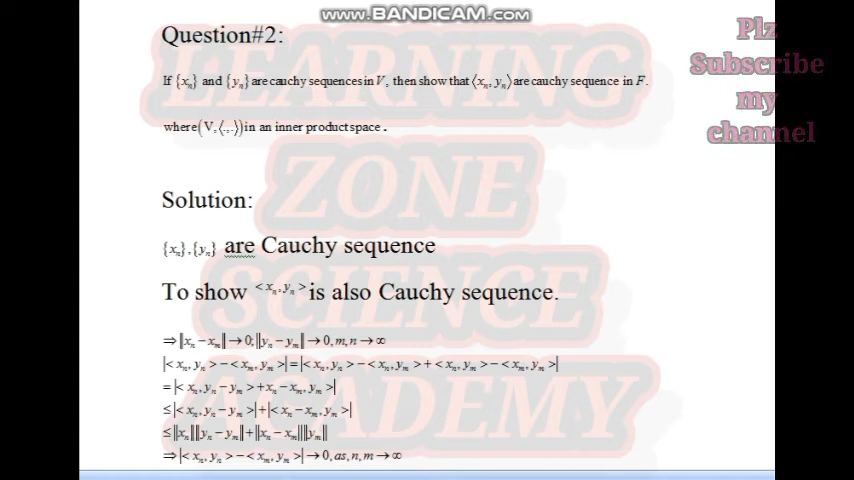 www.BANDICAM.com
Question#2:
Plz
Subscribe
my
channel
If {xₙ} and {yₙ} are cauchy sequences in V, then show that ⟨xₙ, yₙ⟩ are cauchy sequence in F.
where (V,⟨.,.⟩) in an inner product space .
Solution:
{xₙ},{yₙ} are Cauchy sequence
To show <xₙ,yₙ> is also Cauchy sequence.
⇒‖xₙ − xₘ‖ → 0; ‖yₙ − yₘ‖ → 0, m,n → ∞
|<xₙ,yₙ> − <xₘ,yₘ>| = |<xₙ,yₙ> − <xₙ,yₘ> + <xₙ,yₘ> − <xₘ,yₘ>|
= |<xₙ,yₙ − yₘ> + xₙ − xₘ,yₘ>|
≤ |<xₙ,yₙ − yₘ>| + |<xₙ − xₘ,yₘ>|
≤ ‖xₙ‖‖yₙ − yₘ‖ + ‖xₙ − xₘ‖‖yₘ‖
⇒|<xₙ,yₙ> − <xₘ,yₘ>| → 0, as, n, m → ∞
LEARNING
ZONE
SCIENCE
ACADEMY